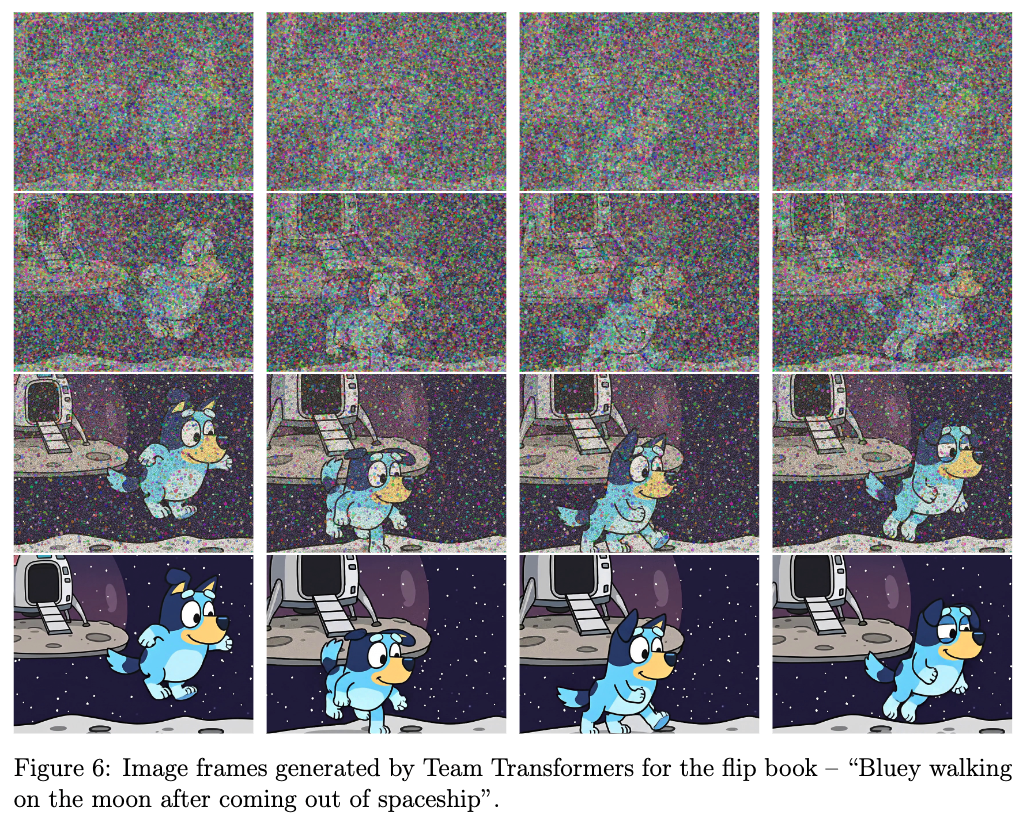 Figure 6: Image frames generated by Team Transformers for the flip book – “Bluey walking
on the moon after coming out of spaceship”.